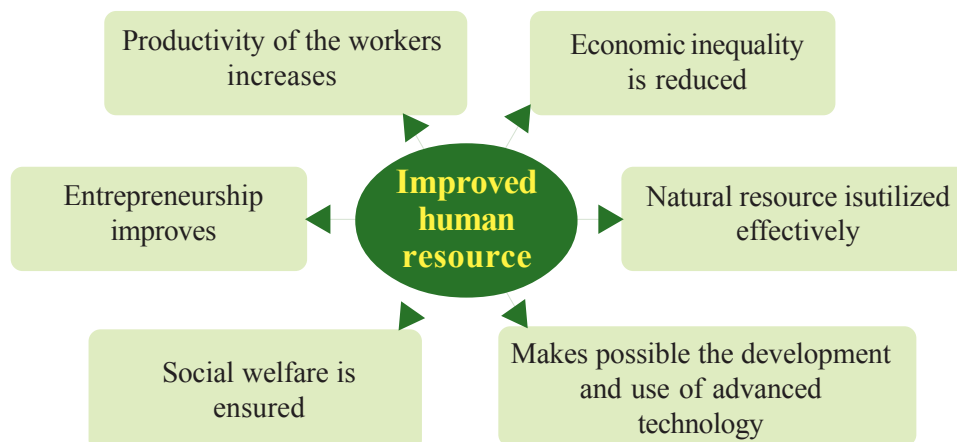 Productivity of the workers
increases
Economic inequality
is reduced
Entrepreneurship
improves
Improved
human
resource
Natural resource isutilized
effectively
Social welfare is
ensured
Makes possible the development
and use of advanced
technology